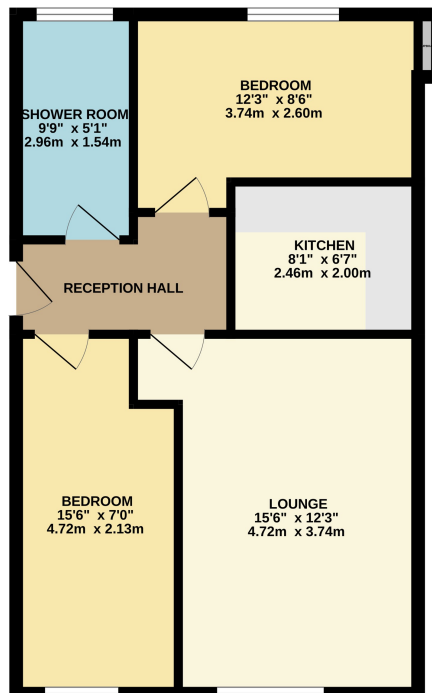 SHOWER ROOM
9'9" x 5'1"
2.96m x 1.54m
BEDROOM
12'3" x 8'6"
3.74m x 2.60m
KITCHEN
8'1" x 6'7"
2.46m x 2.00m
RECEPTION HALL
BEDROOM
15'6" x 7'0"
4.72m x 2.13m
LOUNGE
15'6" x 12'3"
4.72m x 3.74m